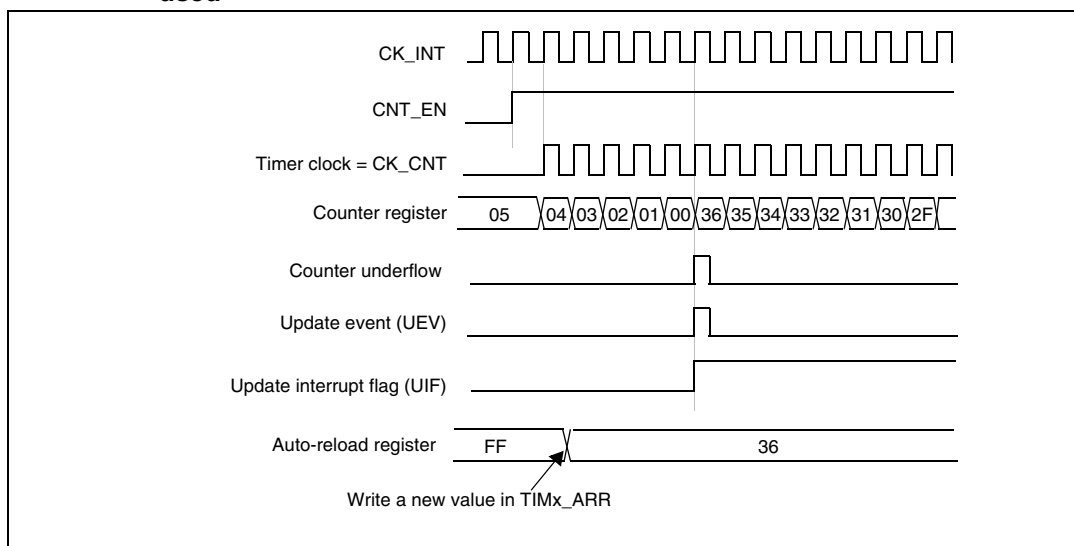 CK_INT
CNT_EN
Timer clock = CK_CNT
Counter register 05 04 03 02 01 00 36 35 34 33 32 31 30 2F
Counter underflow
Update event (UEV)
Update interrupt flag (UIF)
Auto-reload register FF 36
Write a new value in TIMx_ARR